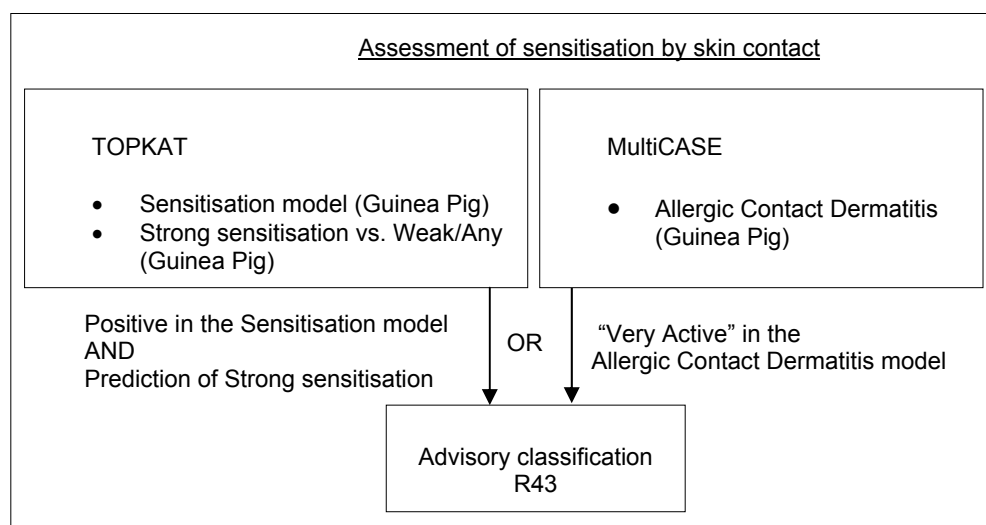 Assessment of sensitisation by skin contact
TOPKAT
• Sensitisation model (Guinea Pig)
• Strong sensitisation vs. Weak/Any
(Guinea Pig)
MultiCASE
• Allergic Contact Dermatitis
(Guinea Pig)
Positive in the Sensitisation model
AND
Prediction of Strong sensitisation
OR
“Very Active” in the
Allergic Contact Dermatitis model
Advisory classification
R43